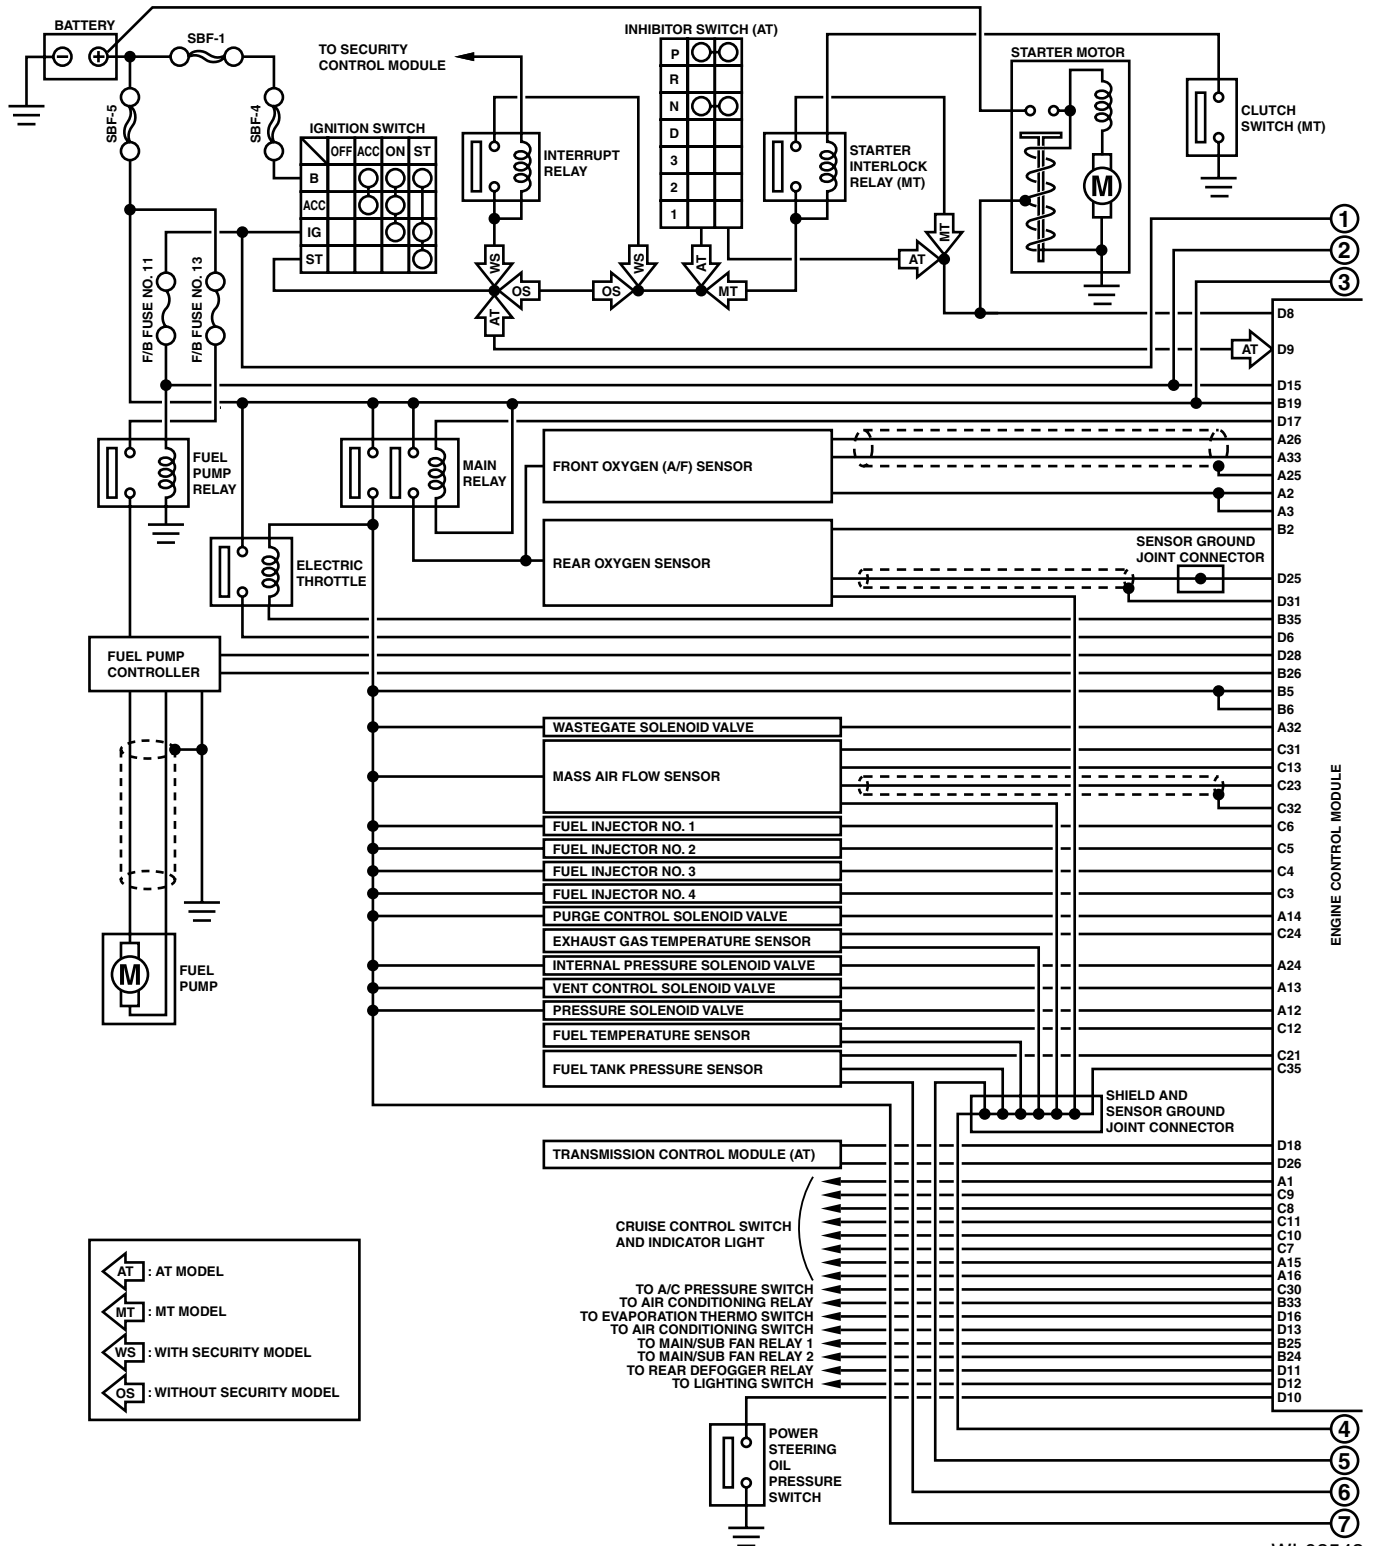 BATTERY
SBF-1
TO SECURITY
CONTROL MODULE
INHIBITOR SWITCH (AT)
P
R
N
D
3
2
1
STARTER MOTOR
M
CLUTCH
SWITCH (MT)
SBF-5
SBF-4
IGNITION SWITCH
OFF ACC ON ST
B
ACC
IG
ST
INTERRUPT
RELAY
STARTER
INTERLOCK
RELAY (MT)
WS
OS
AT
OS
WS
AT
MT
AT
MT
1
2
3
F/B FUSE NO. 11
F/B FUSE NO. 13
D8
AT
D9
D15
B19
D17
A26
A33
A25
A2
A3
B2
D25
D31
B35
D6
D28
B26
B5
B6
A32
C31
C13
C23
C32
C6
C5
C4
C3
A14
C24
A24
A13
A12
C12
C21
C35
D18
D26
A1
C9
C8
C11
C10
C7
A15
A16
C30
B33
D16
D13
B25
B24
D11
D12
D10
ENGINE CONTROL MODULE
FUEL
PUMP
RELAY
MAIN
RELAY
FRONT OXYGEN (A/F) SENSOR
REAR OXYGEN SENSOR
SENSOR GROUND
JOINT CONNECTOR
ELECTRIC
THROTTLE
FUEL PUMP
CONTROLLER
M
FUEL
PUMP
WASTEGATE SOLENOID VALVE
MASS AIR FLOW SENSOR
FUEL INJECTOR NO. 1
FUEL INJECTOR NO. 2
FUEL INJECTOR NO. 3
FUEL INJECTOR NO. 4
PURGE CONTROL SOLENOID VALVE
EXHAUST GAS TEMPERATURE SENSOR
INTERNAL PRESSURE SOLENOID VALVE
VENT CONTROL SOLENOID VALVE
PRESSURE SOLENOID VALVE
FUEL TEMPERATURE SENSOR
FUEL TANK PRESSURE SENSOR
SHIELD AND
SENSOR GROUND
JOINT CONNECTOR
TRANSMISSION CONTROL MODULE (AT)
CRUISE CONTROL SWITCH
AND INDICATOR LIGHT
TO A/C PRESSURE SWITCH
TO AIR CONDITIONING RELAY
TO EVAPORATION THERMO SWITCH
TO AIR CONDITIONING SWITCH
TO MAIN/SUB FAN RELAY 1
TO MAIN/SUB FAN RELAY 2
TO REAR DEFOGGER RELAY
TO LIGHTING SWITCH
AT : AT MODEL
MT : MT MODEL
WS : WITH SECURITY MODEL
OS : WITHOUT SECURITY MODEL
POWER
STEERING
OIL
PRESSURE
SWITCH
4
5
6
7